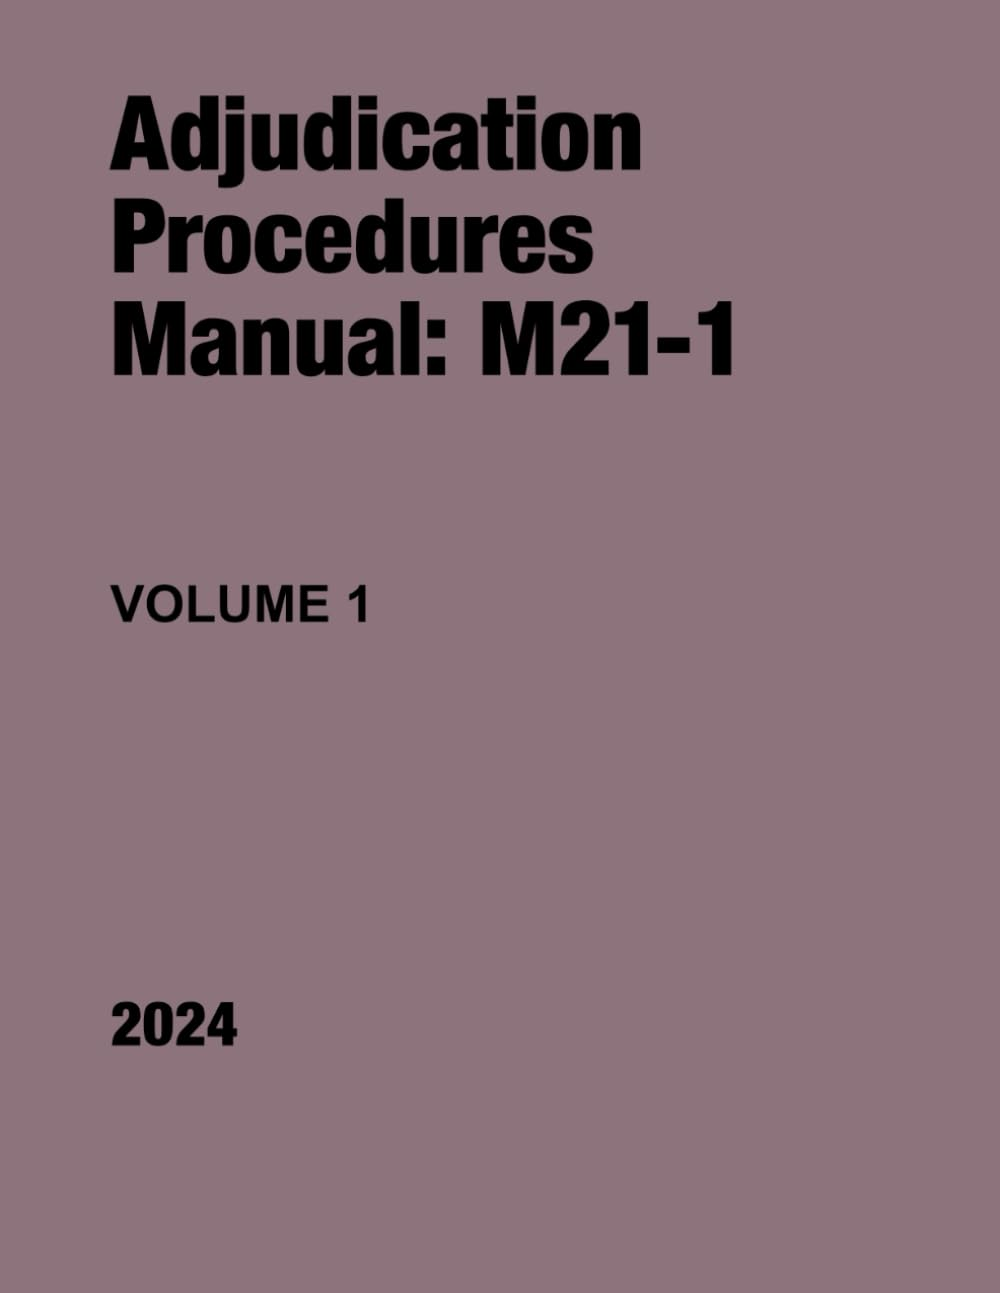 Adjudication
Procedures
Manual: M21-1
VOLUME 1
2024